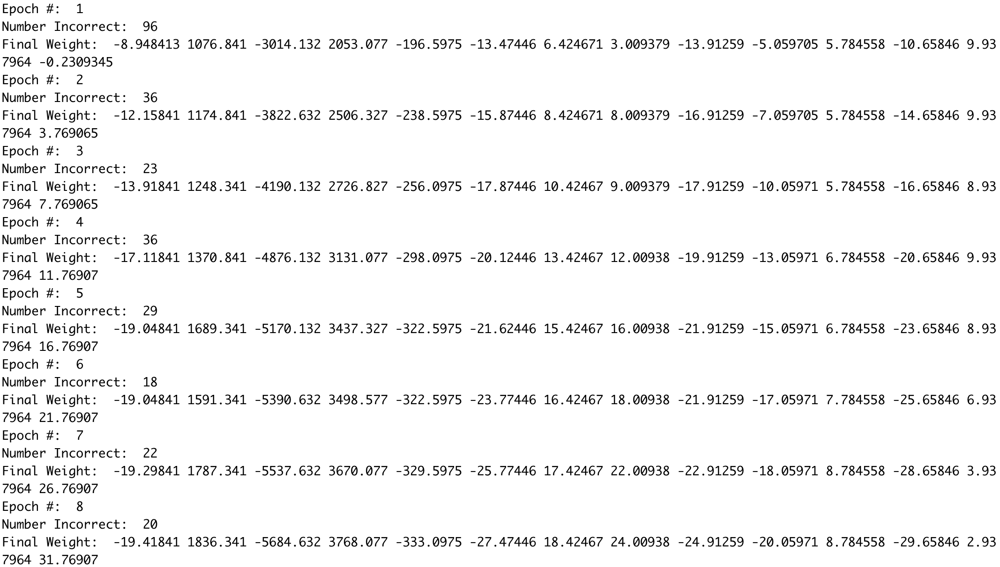 Epoch #:  1
Number Incorrect:  96
Final Weight:  -8.948413 1076.841 -3014.132 2053.077 -196.5975 -13.47446 6.424671 3.009379 -13.91259 -5.059705 5.784558 -10.65846 9.93
7964 -0.2309345
Epoch #:  2
Number Incorrect:  36
Final Weight:  -12.15841 1174.841 -3822.632 2506.327 -238.5975 -15.87446 8.424671 8.009379 -16.91259 -7.059705 5.784558 -14.65846 9.93
7964 3.769065
Epoch #:  3
Number Incorrect:  23
Final Weight:  -13.91841 1248.341 -4190.132 2726.827 -256.0975 -17.87446 10.42467 9.009379 -17.91259 -10.05971 5.784558 -16.65846 8.93
7964 7.769065
Epoch #:  4
Number Incorrect:  36
Final Weight:  -17.11841 1370.841 -4876.132 3131.077 -298.0975 -20.12446 13.42467 12.00938 -19.91259 -13.05971 6.784558 -20.65846 9.93
7964 11.76907
Epoch #:  5
Number Incorrect:  29
Final Weight:  -19.04841 1689.341 -5170.132 3437.327 -322.5975 -21.62446 15.42467 16.00938 -21.91259 -15.05971 6.784558 -23.65846 8.93
7964 16.76907
Epoch #:  6
Number Incorrect:  18
Final Weight:  -19.04841 1591.341 -5390.632 3498.577 -322.5975 -23.77446 16.42467 18.00938 -21.91259 -17.05971 7.784558 -25.65846 6.93
7964 21.76907
Epoch #:  7
Number Incorrect:  22
Final Weight:  -19.29841 1787.341 -5537.632 3670.077 -329.5975 -25.77446 17.42467 22.00938 -22.91259 -18.05971 8.784558 -28.65846 3.93
7964 26.76907
Epoch #:  8
Number Incorrect:  20
Final Weight:  -19.41841 1836.341 -5684.632 3768.077 -333.0975 -27.47446 18.42467 24.00938 -24.91259 -20.05971 8.784558 -29.65846 2.93
7964 31.76907